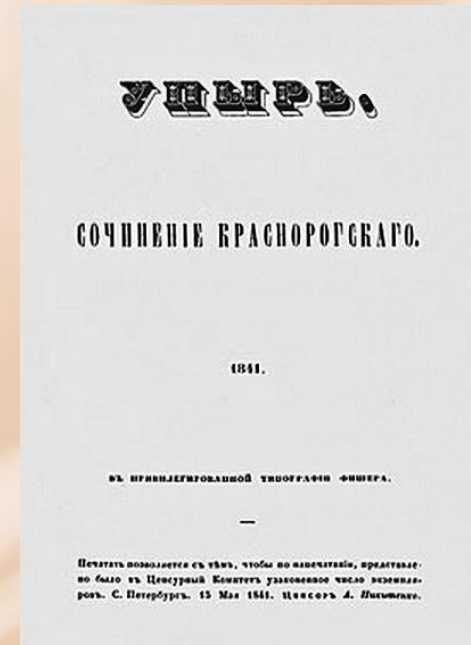 УПЫРЬ,
СОЧИНЕНІЕ КРАСНОРОГСКАГО.
1841.
ВЪ ПРИВИЛЕГИРОВАННОЙ ТИПОГРАФІИ ФИШЕРА.
Печатать позволяется съ тѣмъ, чтобы по напечатаніи, представле-
но было въ Ценсурный Комитетъ узаконенное число экземпля-
ровъ. С. Петербургъ. 15 Мая 1841. Ценсоръ А. Никитенко.